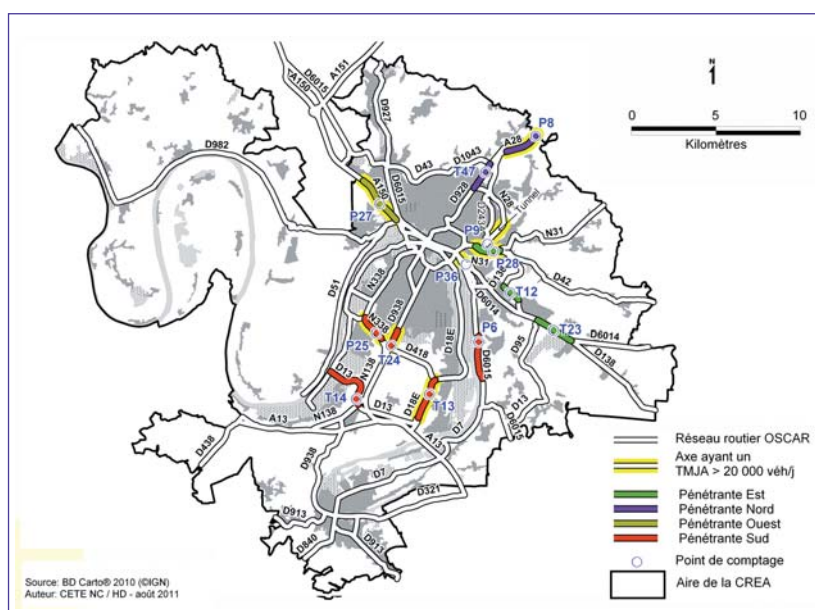 A151
D6015
A150
D927
N
P8
A28
0
5
10
Kilomètres
D982
D43
D1043
T47
D928
A150
D6015
N28
Tunnel
D243
P27
P9
N31
N31
P28
P36
D42
D51
N338
D138
T12
D6014
D938
T23
D6014
P6
N338
P25
T24
D418
D18E
D95
D138
D6015
D13
N138
T14
D13
D18E
T13
D13
A13
N138
A13
D7
D6015
D438
D938
D7
D321
D913
D840
D913
Réseau routier OSCAR
Axe ayant un
TMJA > 20 000 véh/j
Pénétrante Est
Pénétrante Nord
Pénétrante Ouest
Pénétrante Sud
Point de comptage
Aire de la CREA
Source: BD Carto® 2010 (©IGN)
Auteur: CETE NC / HD - août 2011